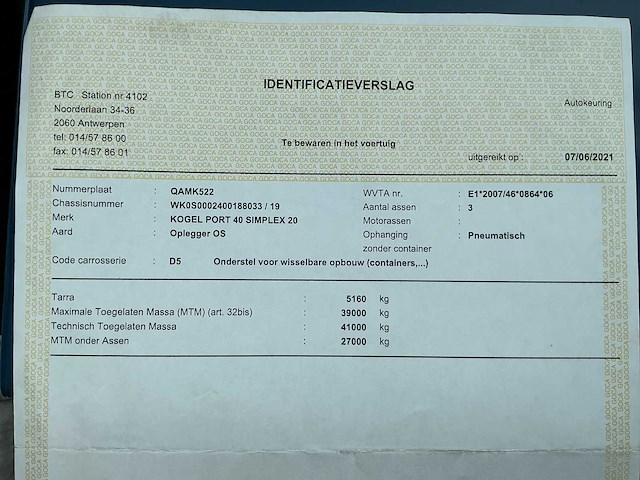 IDENTIFICATIEVERSLAG
BTC Station nr 4102
Noorderlaan 34-36
2060 Antwerpen
tel: 014/57 86 00
fax: 014/57 86 01
Autokeuring
Te bewaren in het voertuig
uitgereikt op : 07/06/2021
Nummerplaat : QAMK522
Chassisnummer : WK0S0002400188033 / 19
Merk : KOGEL PORT 40 SIMPLEX 20
Aard : Oplegger OS
WVTA nr. : E1*2007/46*0864*06
Aantal assen : 3
Motorassen :
Ophanging : Pneumatisch
zonder container
Code carrosserie : D5 Onderstel voor wisselbare opbouw (containers,...)
Tarra : 5160 kg
Maximale Toegelaten Massa (MTM) (art. 32bis) : 39000 kg
Technisch Toegelaten Massa : 41000 kg
MTM onder Assen : 27000 kg